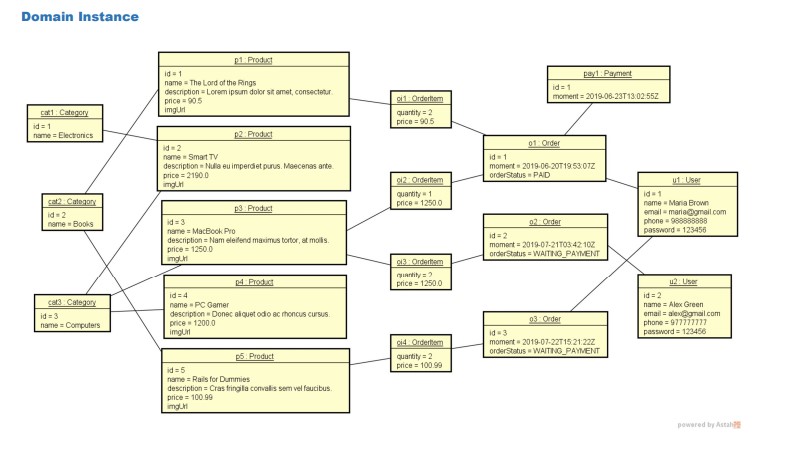 Domain Instance
cat1 : Category
id = 1
name = Electronics
cat2 : Category
id = 2
name = Books
cat3 : Category
id = 3
name = Computers
p1 : Product
id = 1
name = The Lord of the Rings
description = Lorem ipsum dolor sit amet, consectetur.
price = 90.5
imgUrl
p2 : Product
id = 2
name = Smart TV
description = Nulla eu imperdiet purus. Maecenas ante.
price = 2190.0
imgUrl
p3 : Product
id = 3
name = MacBook Pro
description = Nam eleifend maximus tortor, at mollis.
price = 1250.0
imgUrl
p4 : Product
id = 4
name = PC Gamer
description = Donec aliquet odio ac rhoncus cursus.
price = 1200.0
imgUrl
p5 : Product
id = 5
name = Rails for Dummies
description = Cras fringilla convallis sem vel faucibus.
price = 100.99
imgUrl
oi1 : OrderItem
quantity = 2
price = 90.5
oi2 : OrderItem
quantity = 1
price = 1250.0
oi3 : OrderItem
quantity = 2
price = 1250.0
oi4 : OrderItem
quantity = 2
price = 100.99
pay1 : Payment
id = 1
moment = 2019-06-23T13:02:55Z
o1 : Order
id = 1
moment = 2019-06-20T19:53:07Z
orderStatus = PAID
o2 : Order
id = 2
moment = 2019-07-21T03:42:10Z
orderStatus = WAITING_PAYMENT
o3 : Order
id = 3
moment = 2019-07-22T15:21:22Z
orderStatus = WAITING_PAYMENT
u1 : User
id = 1
name = Maria Brown
email = maria@gmail.com
phone = 988888888
password = 123456
u2 : User
id = 2
name = Alex Green
email = alex@gmail.com
phone = 977777777
password = 123456
powered by Astah